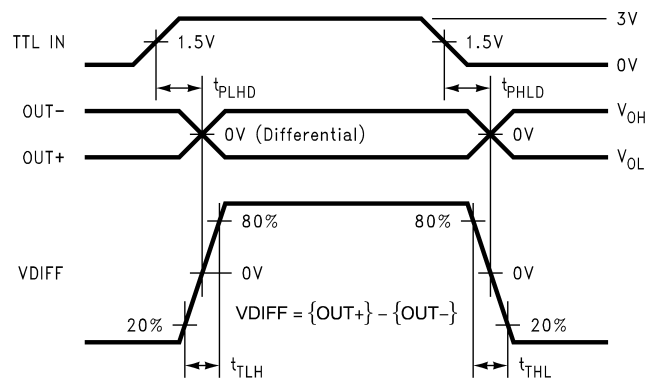 3V
TTL IN
1.5V
1.5V
0V
tPLHD
tPHLD
OUT-
VOH
0V (Differential)
0V
OUT+
VOL
80%
80%
VDIFF
0V
0V
VDIFF = {OUT+} – {OUT–}
20%
20%
tTLH
tTHL